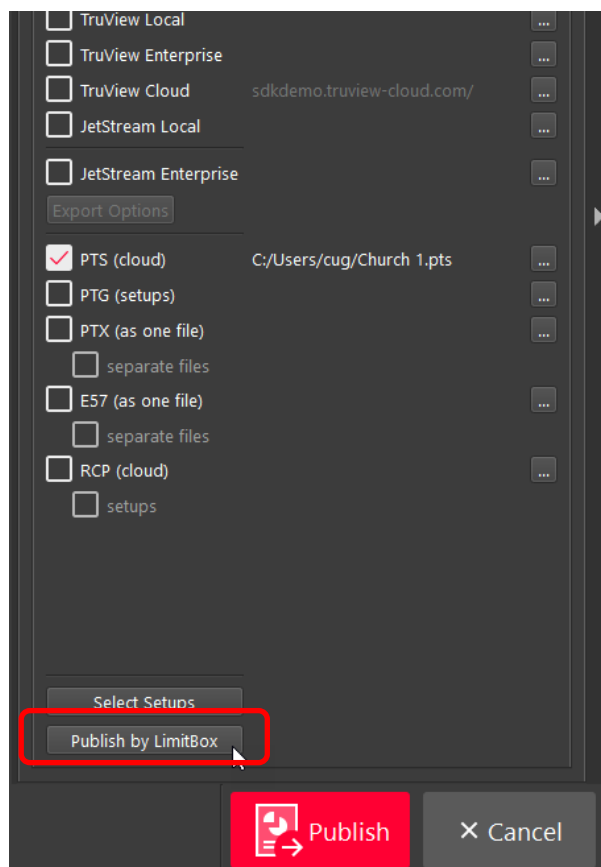 TruView Local ...
TruView Enterprise ...
TruView Cloud sdkdemo.truview-cloud.com/ ...
JetStream Local ...
JetStream Enterprise ...
Export Options
PTS (cloud) C:/Users/cug/Church 1.pts ...
PTG (setups) ...
PTX (as one file) ...
separate files
E57 (as one file) ...
separate files
RCP (cloud) ...
setups
Select Setups
Publish by LimitBox
Publish × Cancel